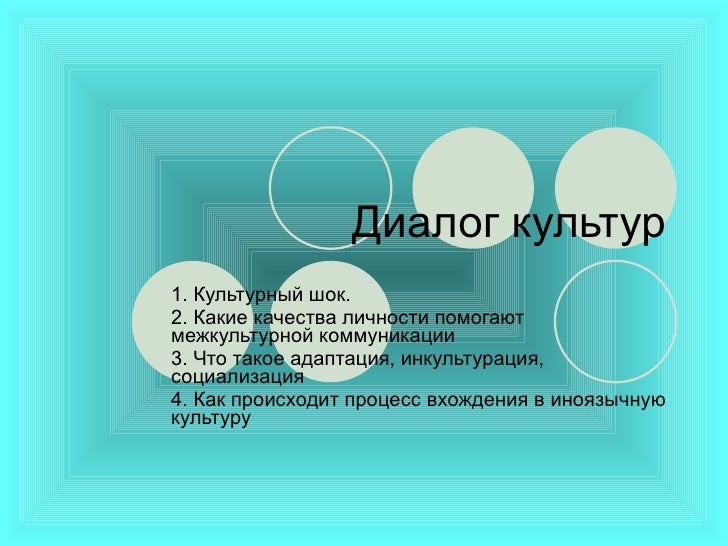 Диалог культур
1. Культурный шок.
2. Какие качества личности помогают
межкультурной коммуникации
3. Что такое адаптация, инкультурация,
социализация
4. Как происходит процесс вхождения в иноязычную
культуру